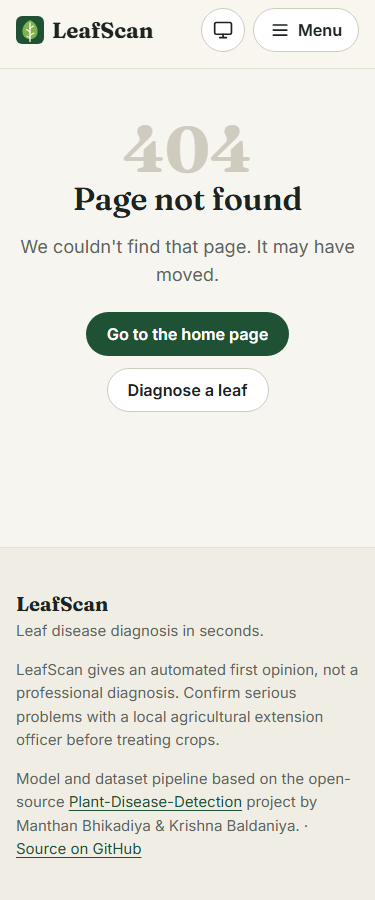 LeafScan
Menu
404
Page not found
We couldn't find that page. It may have
moved.
Go to the home page
Diagnose a leaf
LeafScan
Leaf disease diagnosis in seconds.
LeafScan gives an automated first opinion, not a
professional diagnosis. Confirm serious
problems with a local agricultural extension
officer before treating crops.
Model and dataset pipeline based on the open-
source Plant-Disease-Detection project by
Manthan Bhikadiya & Krishna Baldaniya. ·
Source on GitHub